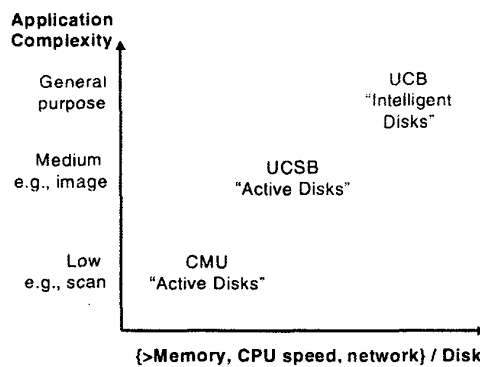 Application
Complexity
General
purpose
UCB
"Intelligent
Disks"
Medium
e.g., image
UCSB
"Active Disks"
Low
e.g., scan
CMU
"Active Disks"
{>Memory, CPU speed, network} / Disk